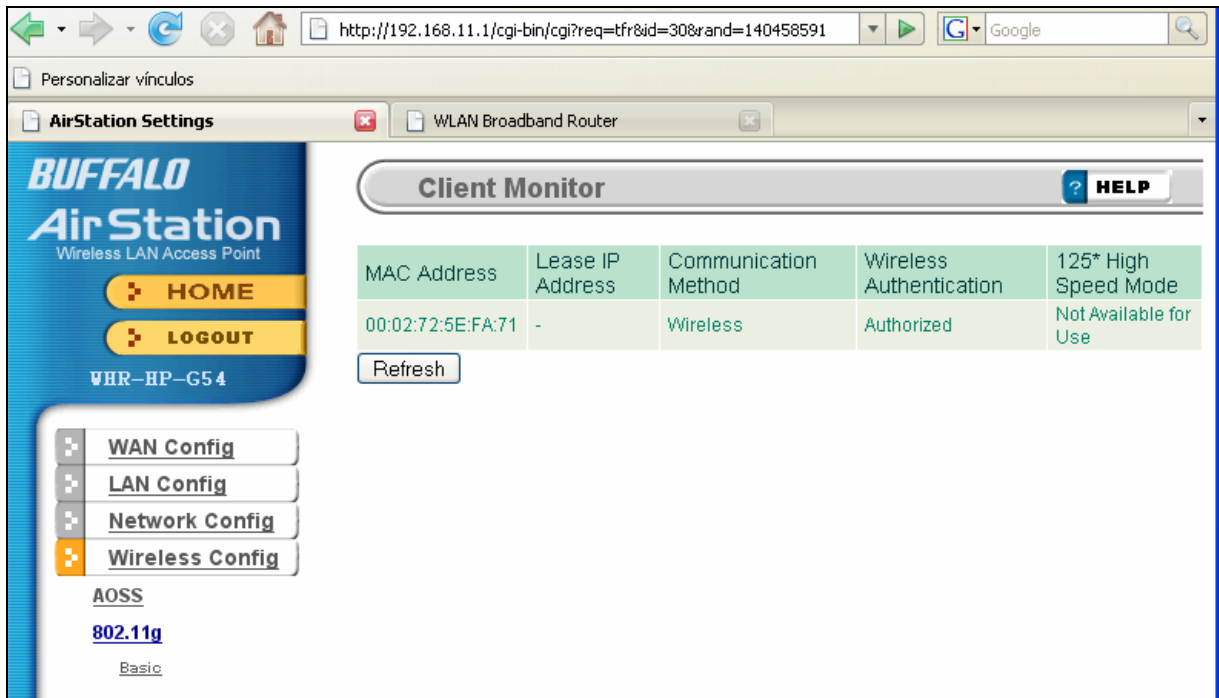 http://192.168.11.1/cgi-bin/cgi?req=tfr&id=30&rand=140458591
G Google
Personalizar vínculos
AirStation Settings
WLAN Broadband Router
BUFFALO
AirStation
Wireless LAN Access Point
HOME
LOGOUT
WHR-HP-G54
WAN Config
LAN Config
Network Config
Wireless Config
AOSS
802.11g
Basic
Client Monitor
? HELP
MAC Address Lease IP Address Communication Method Wireless Authentication 125* High Speed Mode
00:02:72:5E:FA:71 - Wireless Authorized Not Available for Use
Refresh